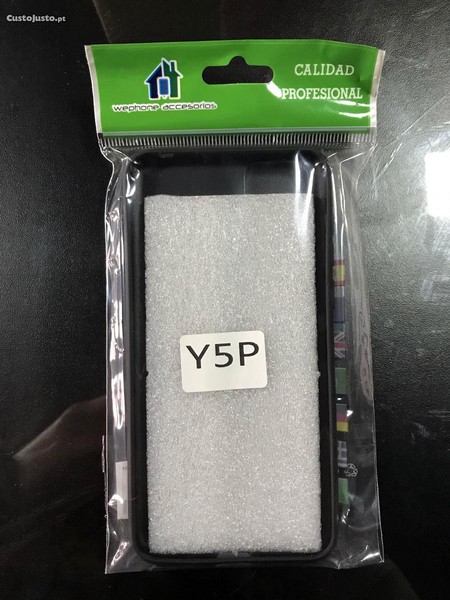 CustoJusto.pt
CALIDAD
PROFESIONAL
wephone accesorios
Y5P